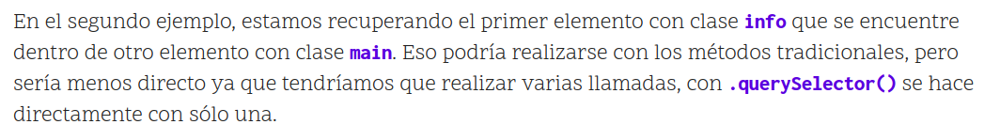 En el segundo ejemplo, estamos recuperando el primer elemento con clase info que se encuentre
dentro de otro elemento con clase main. Eso podría realizarse con los métodos tradicionales, pero
sería menos directo ya que tendríamos que realizar varias llamadas, con .querySelector() se hace
directamente con sólo una.